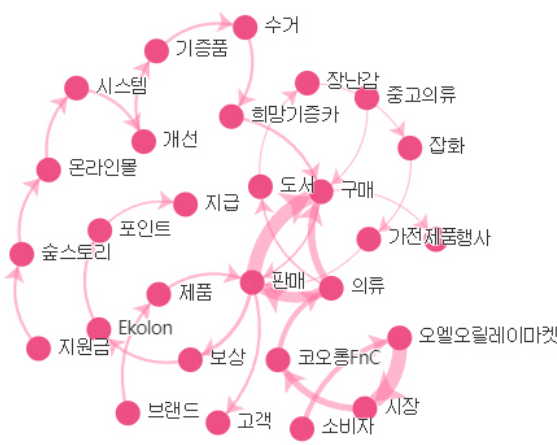 수거
기증품
시스템
장난감
중고의류
희망기증카
개선
잡화
온라인몰
도서
구매
지급
포인트
가전제품행사
숲스토리
판매
의류
제품
Ekolon
오엘오릴레이마켓
지원금
보상
코오롱FnC
브랜드
고객
시장
소비자